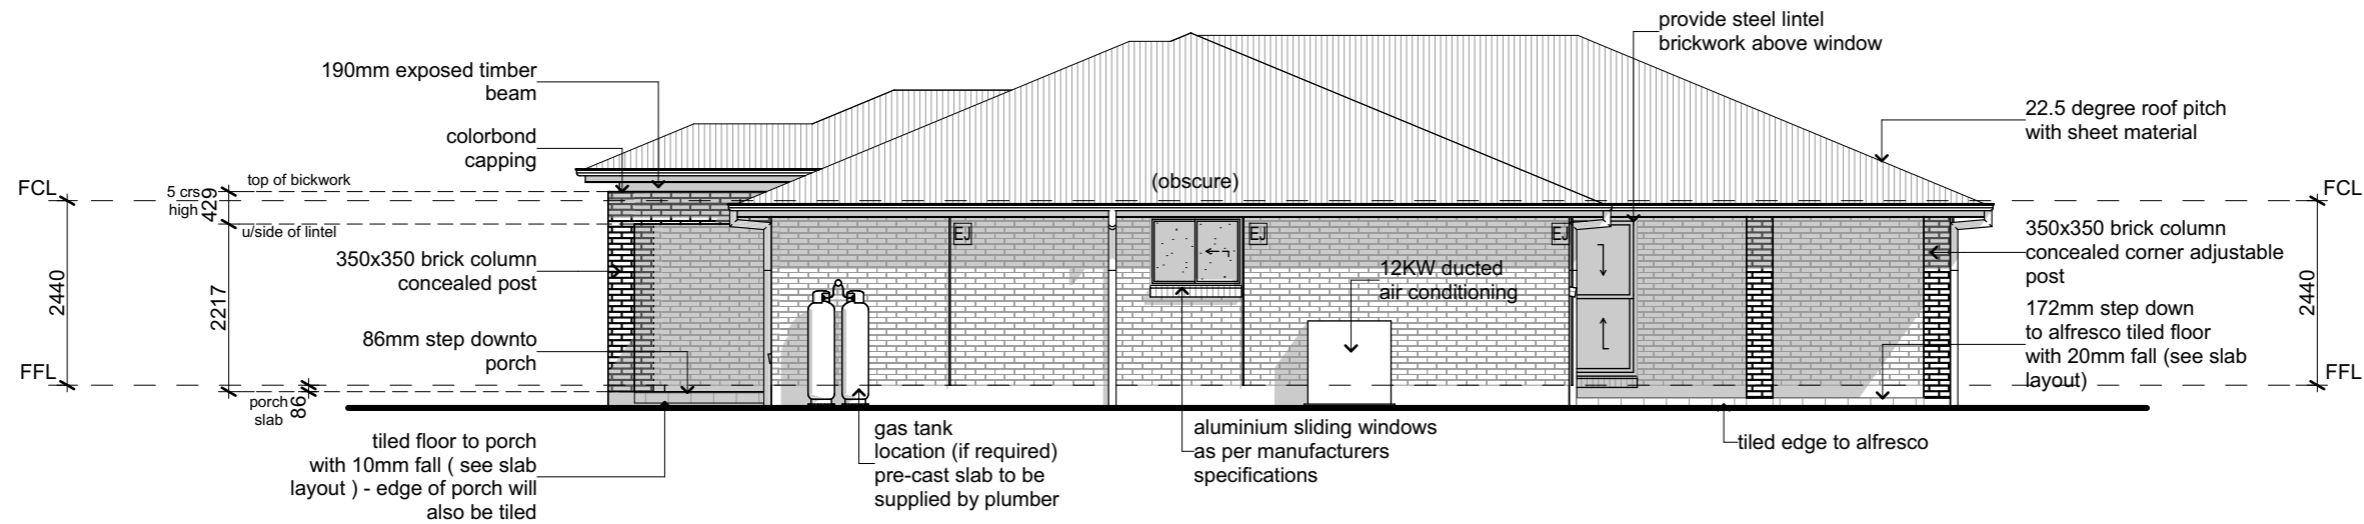 provide steel lintel
brickwork above window
190mm exposed timber
beam
colorbond
capping
22.5 degree roof pitch
with sheet material
FCL
5 crs
high
429
top of bickwork
(obscure)
FCL
u/side of lintel
EJ
EJ
EJ
350x350 brick column
concealed post
350x350 brick column
concealed corner adjustable
post
2440
2217
12KW ducted
air conditioning
2440
86mm step downto
porch
172mm step down
to alfresco tiled floor
with 20mm fall (see slab
layout)
FFL
FFL
porch
slab
86
tiled floor to porch
with 10mm fall ( see slab
layout ) - edge of porch will
also be tiled
gas tank
location (if required)
pre-cast slab to be
supplied by plumber
aluminium sliding windows
as per manufacturers
specifications
tiled edge to alfresco